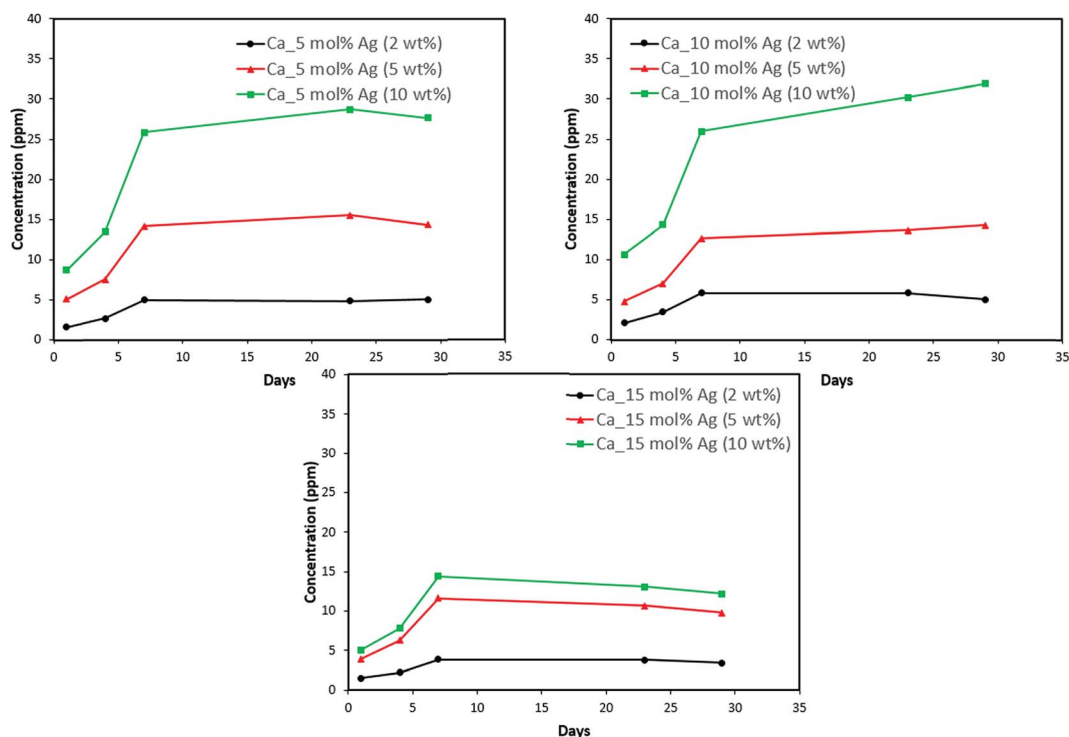 40
35
30
25
20
15
10
5
0
Concentration (ppm)
Ca_5 mol% Ag (2 wt%)
Ca_5 mol% Ag (5 wt%)
Ca_5 mol% Ag (10 wt%)
0 5 10 15 20 25 30 35
Days
40
35
30
25
20
15
10
5
0
Concentration (ppm)
Ca_10 mol% Ag (2 wt%)
Ca_10 mol% Ag (5 wt%)
Ca_10 mol% Ag (10 wt%)
0 5 10 15 20 25 30 35
Days
40
35
30
25
20
15
10
5
0
Concentration (ppm)
Ca_15 mol% Ag (2 wt%)
Ca_15 mol% Ag (5 wt%)
Ca_15 mol% Ag (10 wt%)
0 5 10 15 20 25 30 35
Days